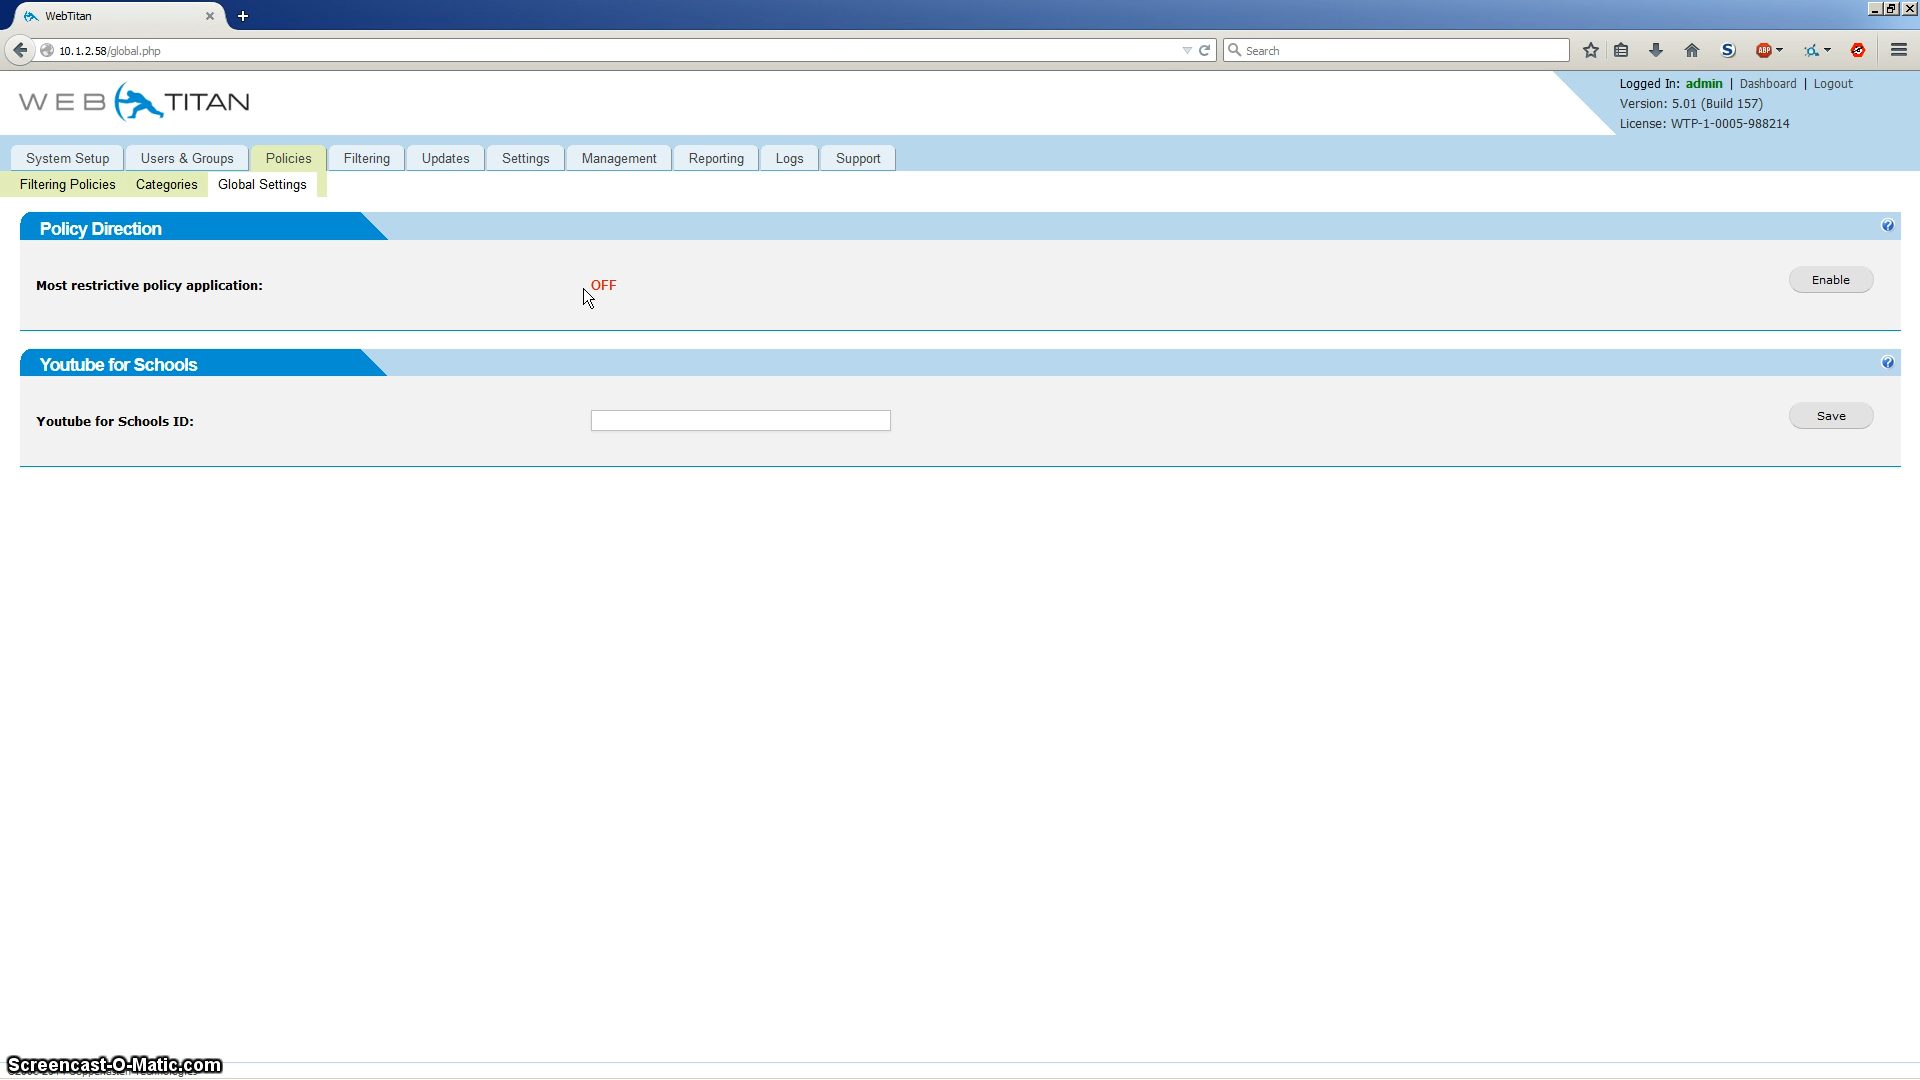 WebTitan
10.1.2.58/global.php
Search
ABP
WEB TITAN
Logged In: admin | Dashboard | Logout
Version: 5.01 (Build 157)
License: WTP-1-0005-988214
System Setup Users & Groups Policies Filtering Updates Settings Management Reporting Logs Support
Filtering Policies Categories Global Settings
Policy Direction
Most restrictive policy application: OFF Enable
Youtube for Schools
Youtube for Schools ID: Save
Screencast-O-Matic.com